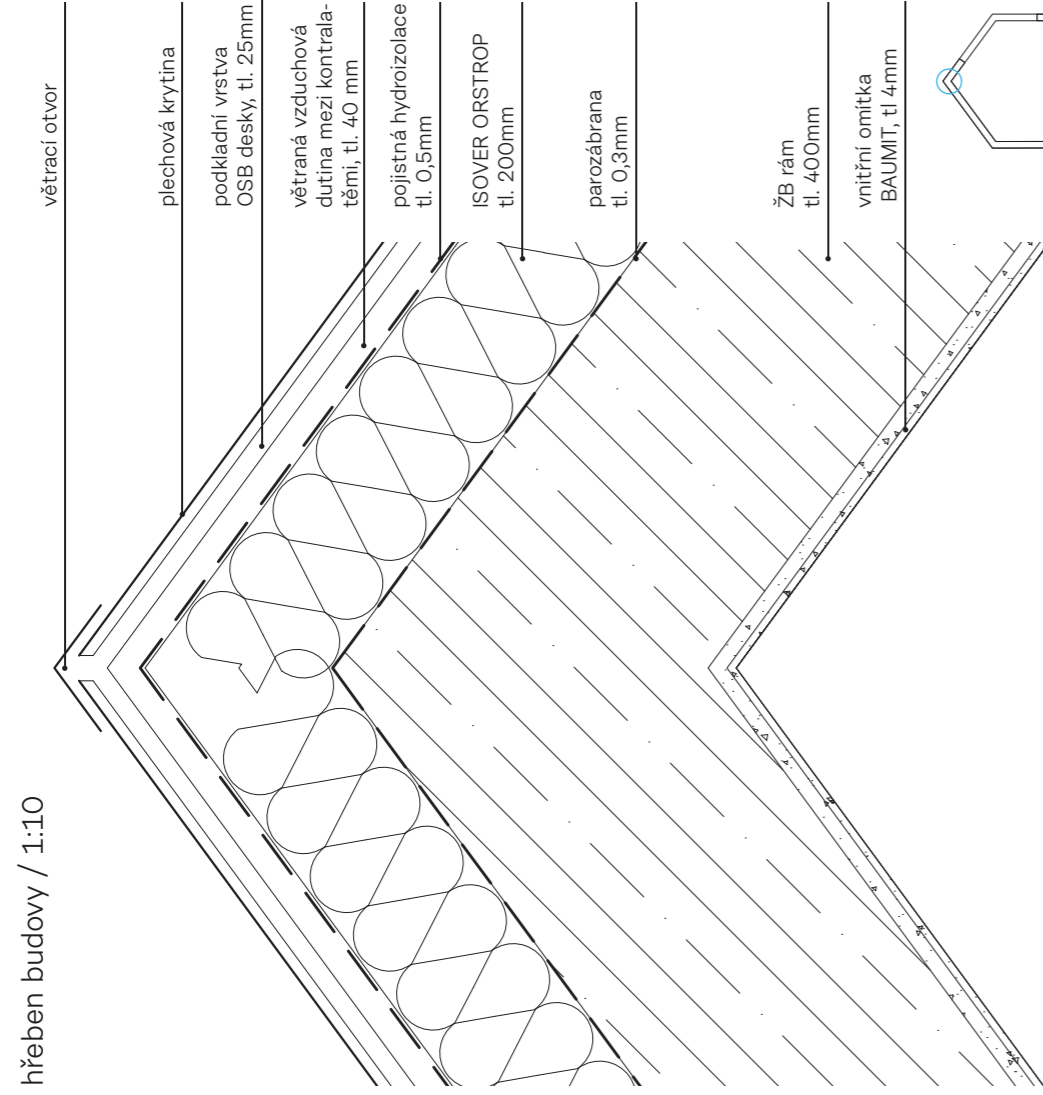 hřeben budovy / 1:10
větrací otvor
plechová krytina
podkladní vrstva
OSB desky, tl. 25mm
větraná vzduchová
dutina mezi kontrala-
těmi, tl. 40 mm
pojistná hydroizolace
tl. 0,5mm
ISOVER ORSTROP
tl. 200mm
parozábrana
tl. 0,3mm
ŽB rám
tl. 400mm
vnitřní omítka
BAUMIT, tl 4mm